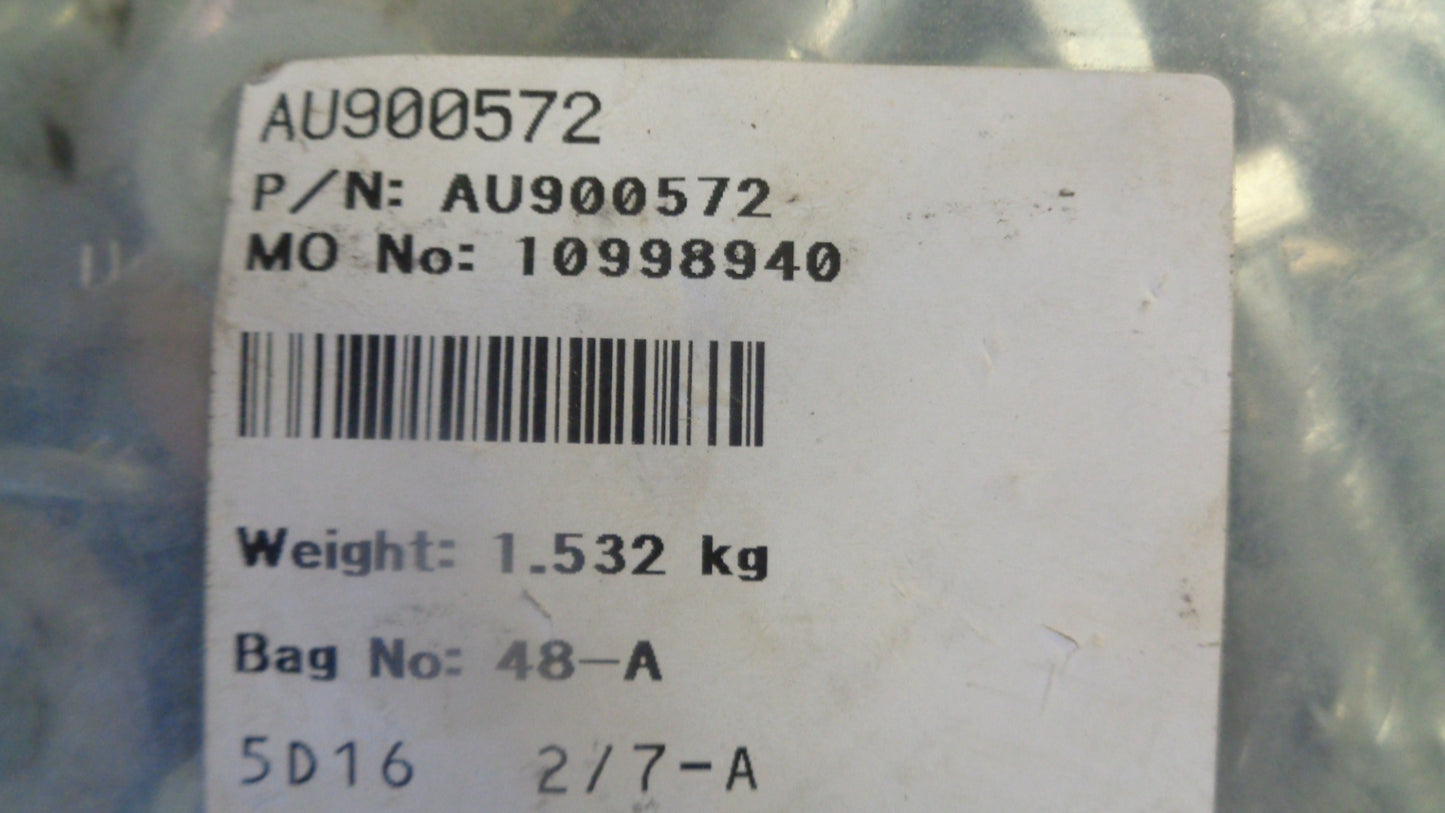 AU900572
P/N: AU900572
MO No: 10998940
Weight: 1.532 kg
Bag No: 48-A
5D16 2/7-A